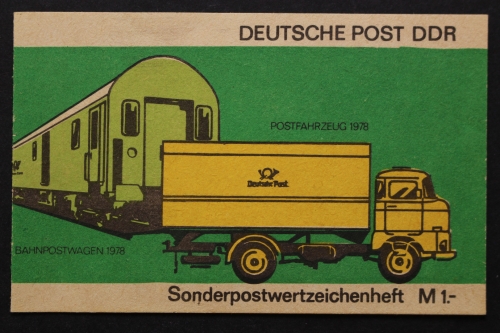 DEUTSCHE POST DDR
POSTFAHRZEUG 1978
Deutsche Post
BAHNPOSTWAGEN 1978
Sonderpostwertzeichenheft M 1.-